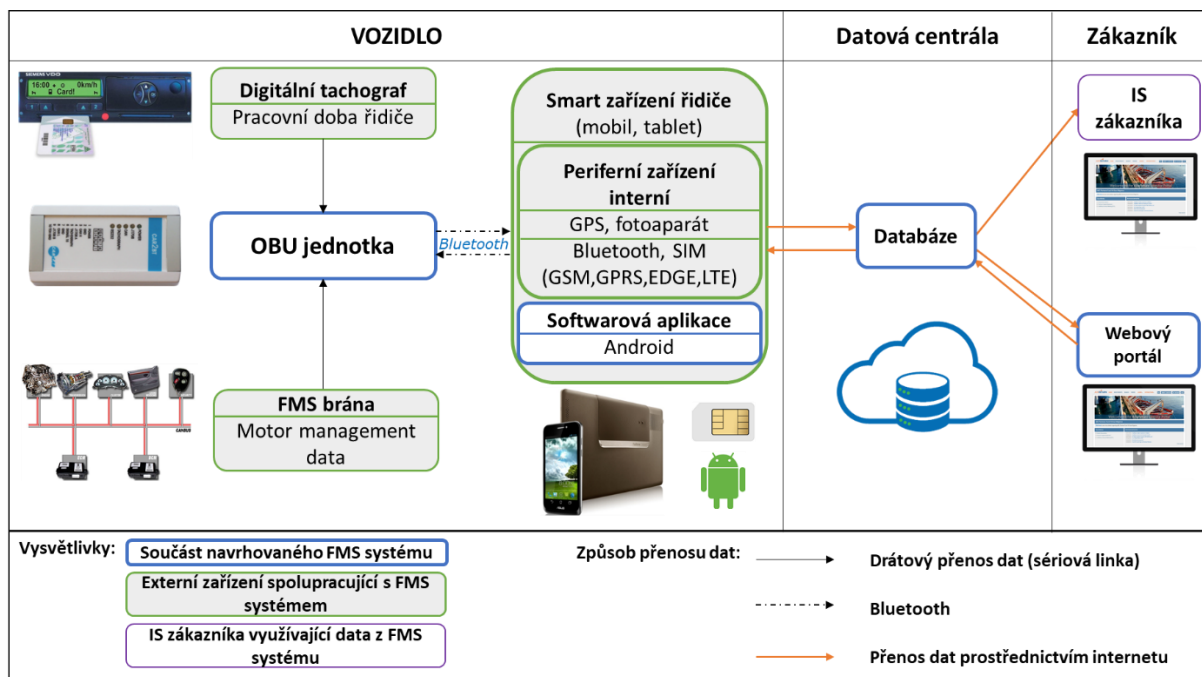 VOZIDLO
Datová centrála
Zákazník
SIEMENS VDO
16:00
0km/h
Card!
Digitální tachograf
Pracovní doba řidiče
Smart zařízení řidiče
(mobil, tablet)
IS
zákazníka
Periferní zařízení
interní
GPS, fotoaparát
Bluetooth, SIM
(GSM,GPRS,EDGE,LTE)
OBU jednotka
Bluetooth
Databáze
Softwarová aplikace
Android
Webový
portál
CANBUS
FMS brána
Motor management
data
Vysvětlivky:
Součást navrhovaného FMS systému
Externí zařízení spolupracující s FMS
systémem
IS zákazníka využívající data z FMS
systému
Způsob přenosu dat:
Drátový přenos dat (sériová linka)
Bluetooth
Přenos dat prostřednictvím internetu